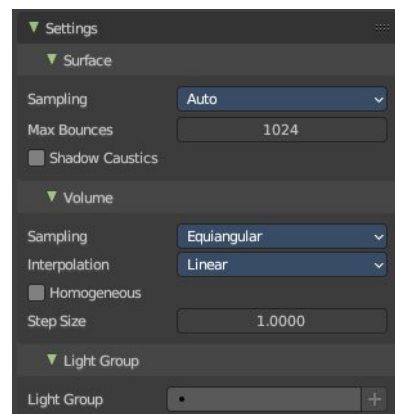 Settings
Surface
Sampling Auto
Max Bounces 1024
Shadow Caustics
Volume
Sampling Equiangular
Interpolation Linear
Homogeneous
Step Size 1.0000
Light Group
Light Group